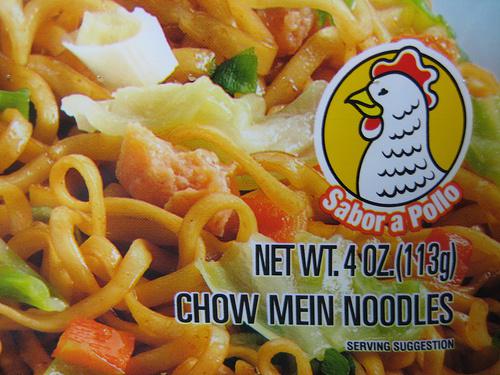 Sabor a Pollo
NET WT. 4 OZ.(113g)
CHOW MEIN NOODLES
SERVING SUGGESTION